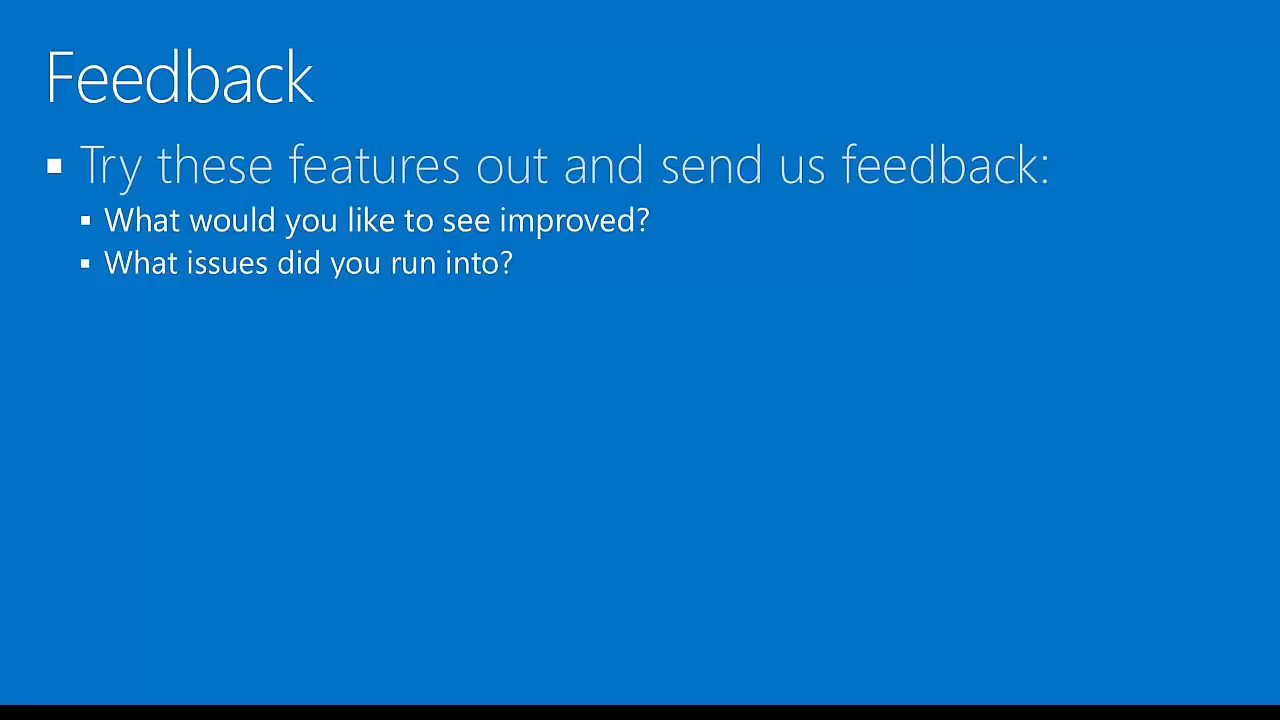 Feedback
▪ Try these features out and send us feedback:
▪ What would you like to see improved?
▪ What issues did you run into?